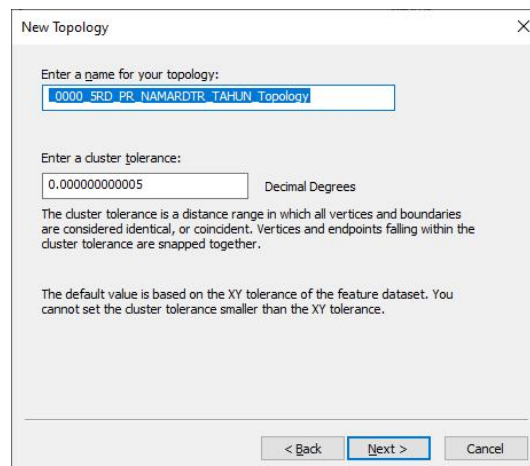 New Topology
Enter a name for your topology:
_0000_5RD_PR_NAMARDTR_TAHUN_Topology
Enter a cluster tolerance:
0.000000000005 Decimal Degrees
The cluster tolerance is a distance range in which all vertices and boundaries
are considered identical, or coincident. Vertices and endpoints falling within the
cluster tolerance are snapped together.
The default value is based on the XY tolerance of the feature dataset. You
cannot set the cluster tolerance smaller than the XY tolerance.
< Back Next > Cancel